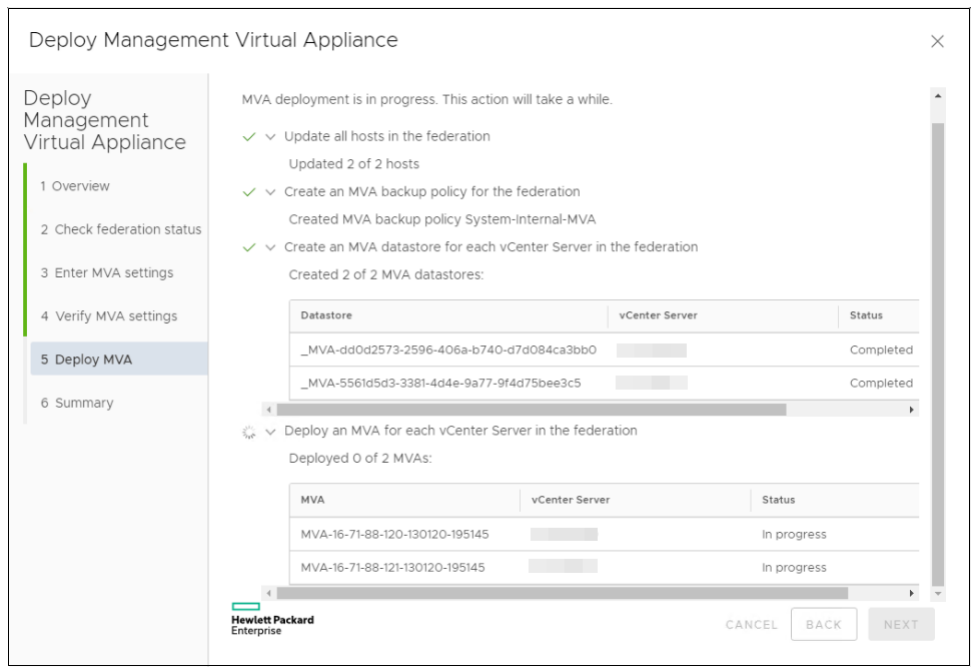 Deploy Management Virtual Appliance
Deploy
Management
Virtual Appliance
1 Overview
2 Check federation status
3 Enter MVA settings
4 Verify MVA settings
5 Deploy MVA
6 Summary
MVA deployment is in progress. This action will take a while.
Update all hosts in the federation
Updated 2 of 2 hosts
Create an MVA backup policy for the federation
Created MVA backup policy System-Internal-MVA
Create an MVA datastore for each vCenter Server in the federation
Created 2 of 2 MVA datastores:
Datastore vCenter Server Status
_MVA-dd0d2573-2596-406a-b740-d7d084ca3bb0 Completed
_MVA-5561d5d3-3381-4d4e-9a77-9f4d75bee3c5 Completed
Deploy an MVA for each vCenter Server in the federation
Deployed 0 of 2 MVAs:
MVA vCenter Server Status
MVA-16-71-88-120-130120-195145 In progress
MVA-16-71-88-121-130120-195145 In progress
Hewlett Packard
Enterprise
CANCEL BACK NEXT